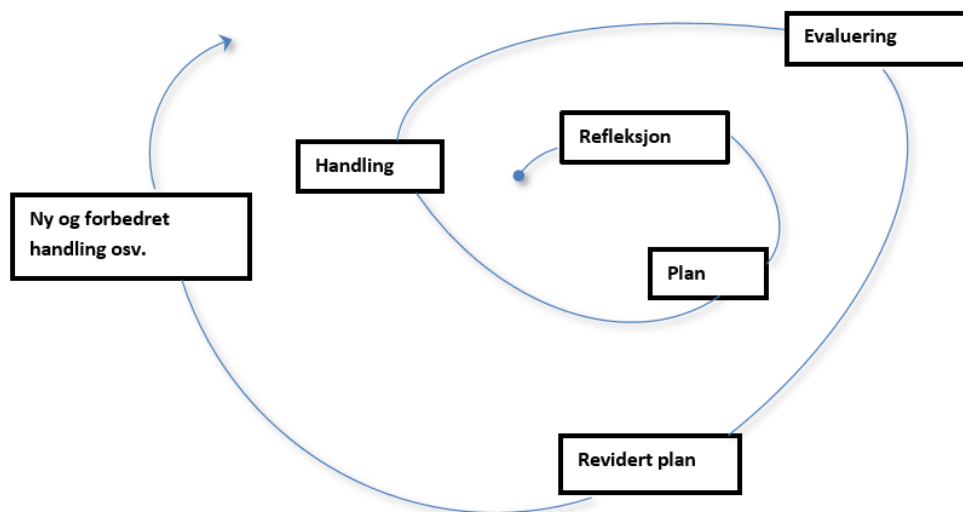 Evaluering
Refleksjon
Handling
Ny og forbedret
handling osv.
Plan
Revidert plan